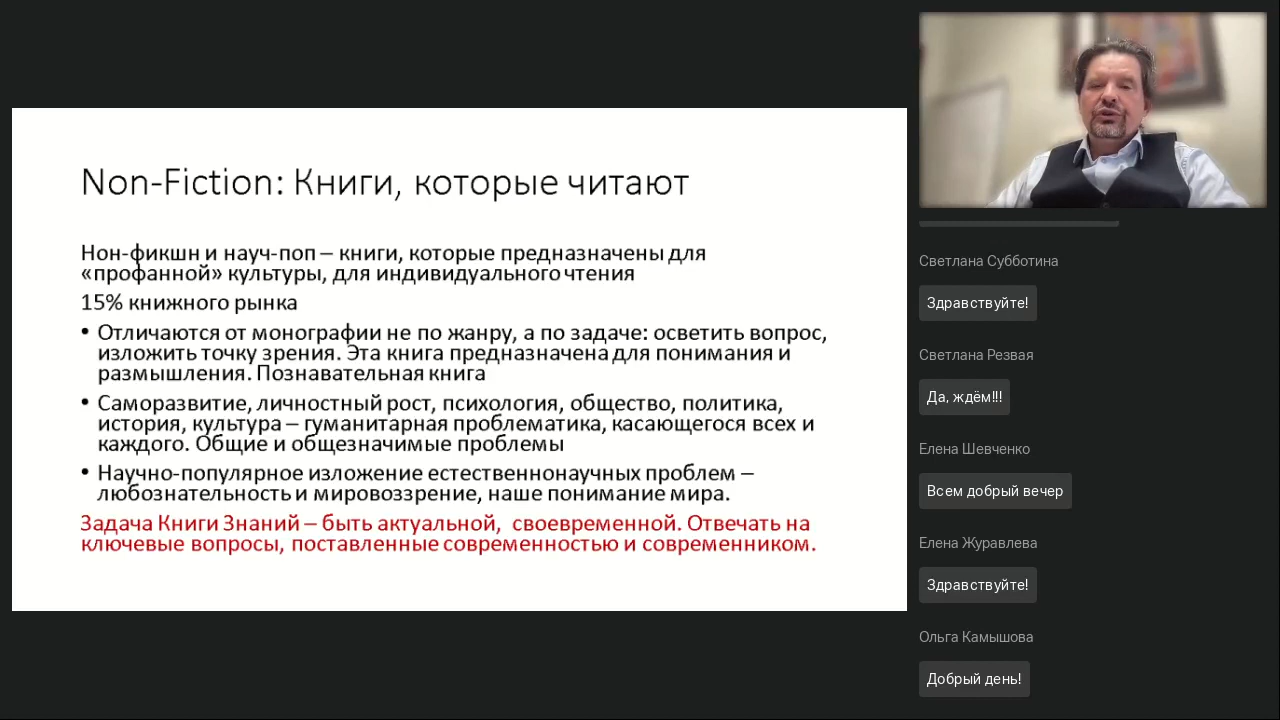 Non-Fiction: Книги, которые читают
Нон-фикшн и науч-поп – книги, которые предназначены для
«профанной» культуры, для индивидуального чтения
15% книжного рынка
• Отличаются от монографии не по жанру, а по задаче: осветить вопрос,
изложить точку зрения. Эта книга предназначена для понимания и
размышления. Познавательная книга
• Саморазвитие, личностный рост, психология, общество, политика,
история, культура – гуманитарная проблематика, касающегося всех и
каждого. Общие и общезначимые проблемы
• Научно-популярное изложение естественнонаучных проблем –
любознательность и мировоззрение, наше понимание мира.
Задача Книги Знаний – быть актуальной, своевременной. Отвечать на
ключевые вопросы, поставленные современностью и современником.
Светлана Субботина
Здравствуйте!
Светлана Резвая
Да, ждём!!!
Елена Шевченко
Всем добрый вечер
Елена Журавлева
Здравствуйте!
Ольга Камышова
Добрый день!